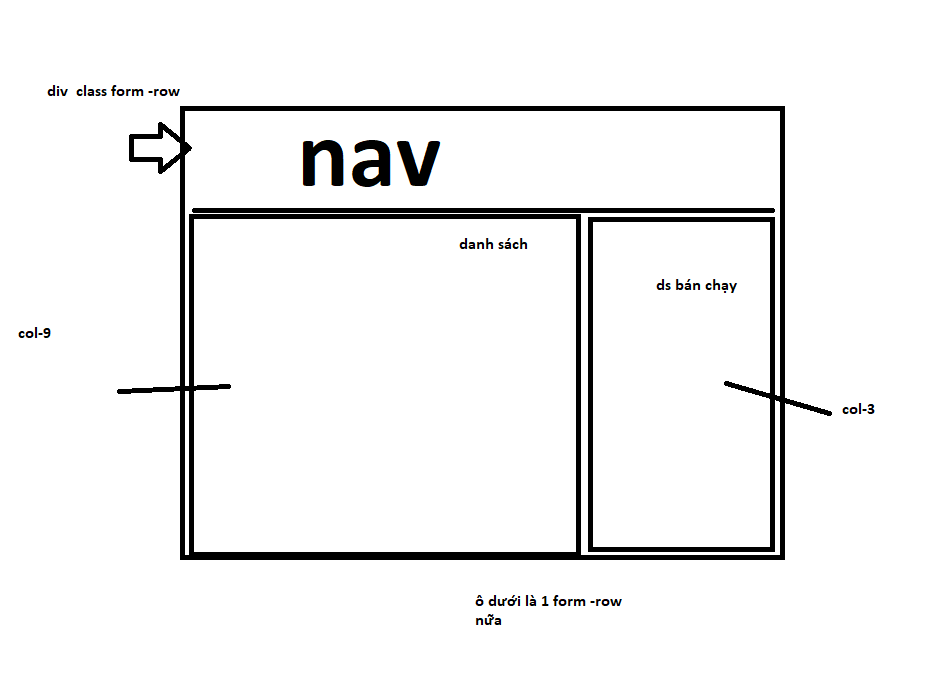 div class form -row
nav
danh sách
ds bán chạy
col-9
col-3
ô dưới là 1 form -row
nữa